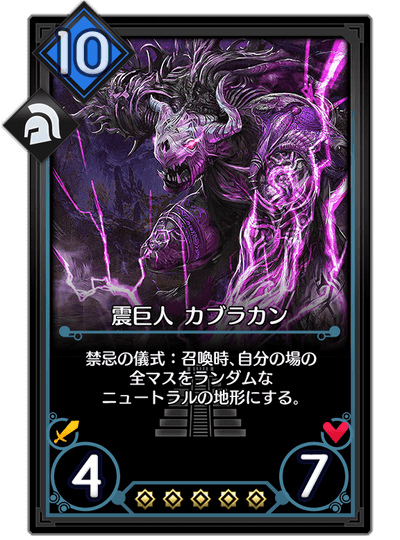 10
震巨人 カブラカン
禁忌の儀式：召喚時、自分の場の
全マスをランダムな
ニュートラルの地形にする。
4
7